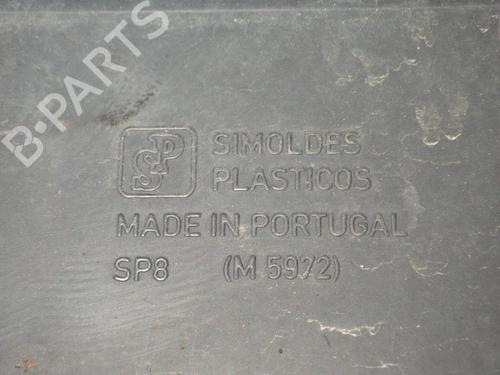 B-PARTS
SP SIMOLDES
PLASTICOS
MADE IN PORTUGAL
SP8 (M 5972)